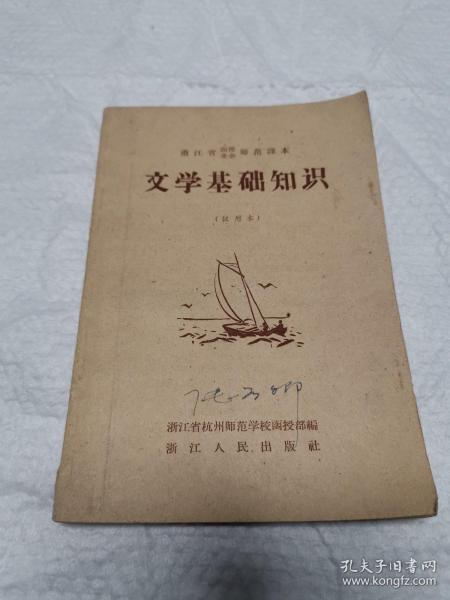 浙江省函授业余师范课本
文学基础知识
(试用本)
浙江省杭州师范学校函授部編
浙江人民出版社
孔夫子旧书网
www.kongfz.com